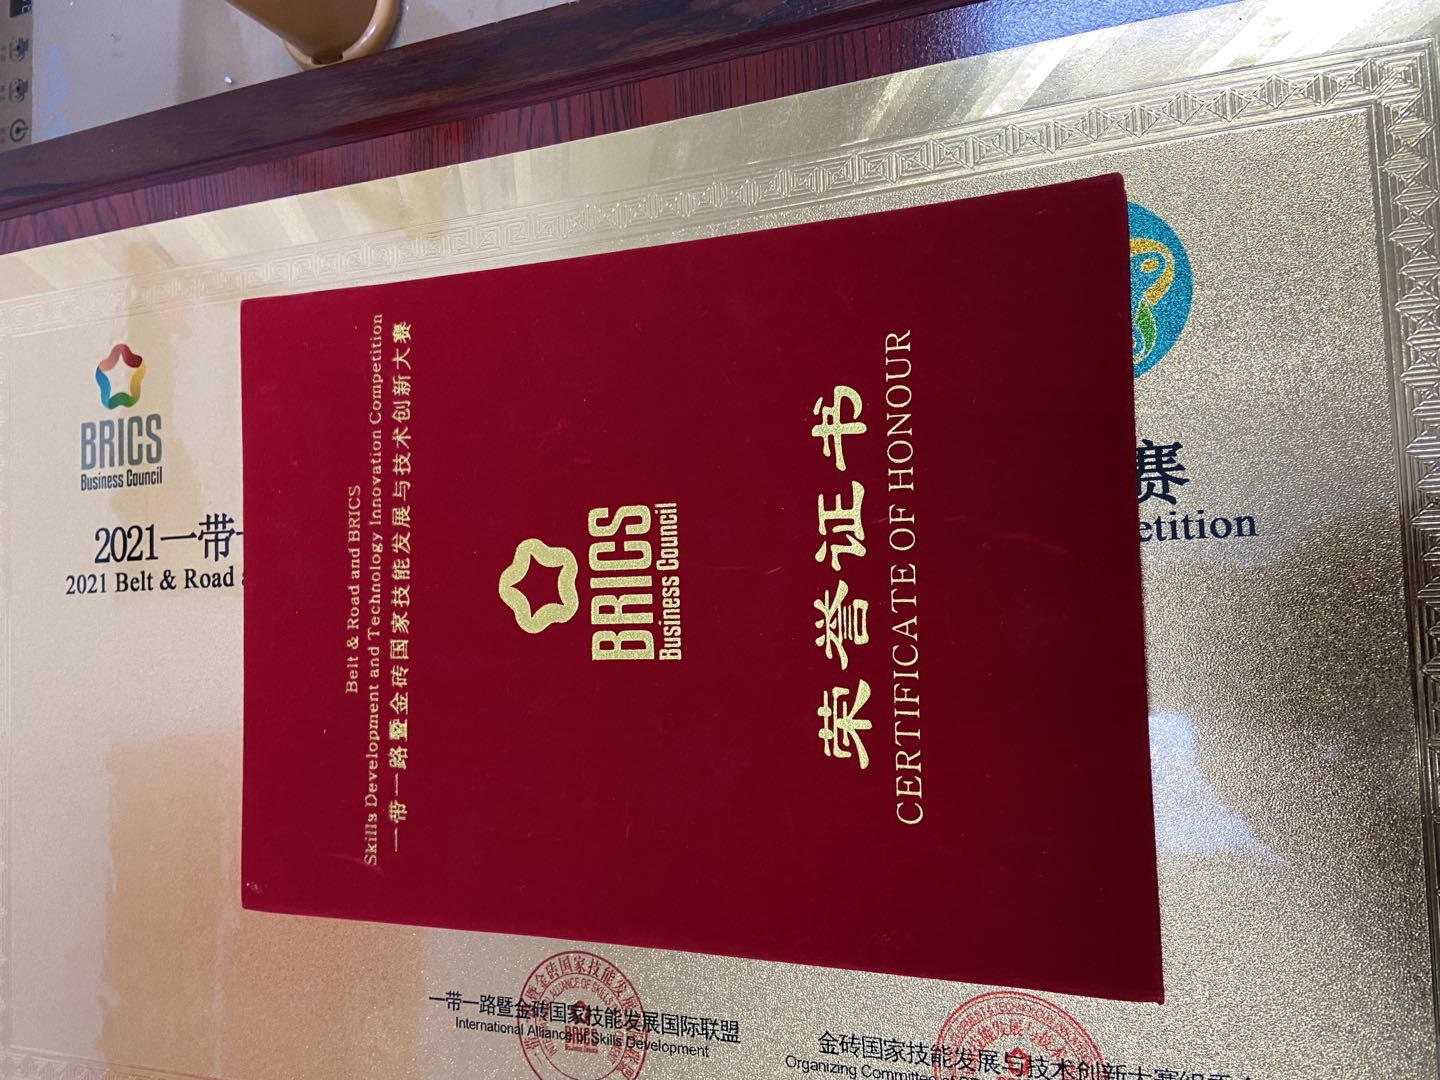 BRICS
Business Council
2021一带一
2021 Belt & Road
赛
etition
Belt & Road and BRICS
Skills Development and Technology Innovation Competition
一带一路暨金砖国家技能发展与技术创新大赛
BRICS
Business Council
荣誉证书
CERTIFICATE OF HONOUR
一带一路暨金砖国家技能发展国际联盟
International Alliance of Skills Development
金砖国家技能发展与技术创新大赛组
Organizing Committee of